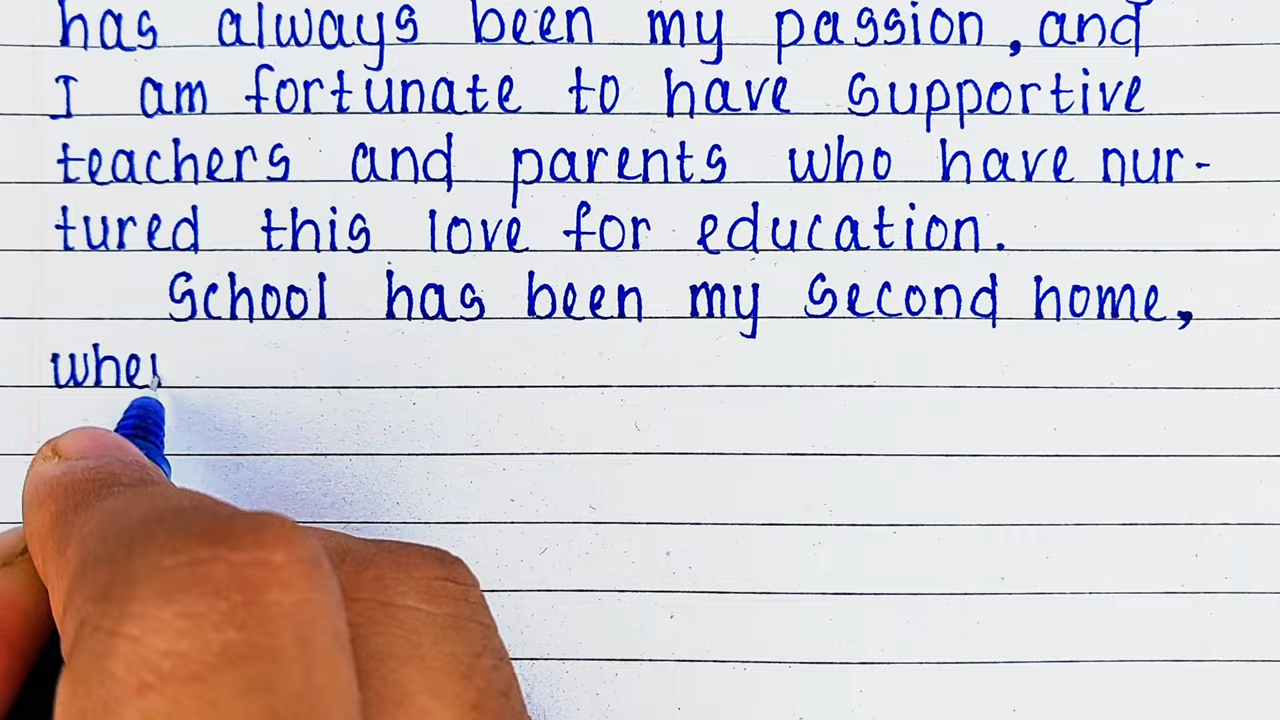 has always been my passion, and
I am fortunate to have supportive
teachers and parents who have nur-
tured this love for education.
School has been my second home,
whe